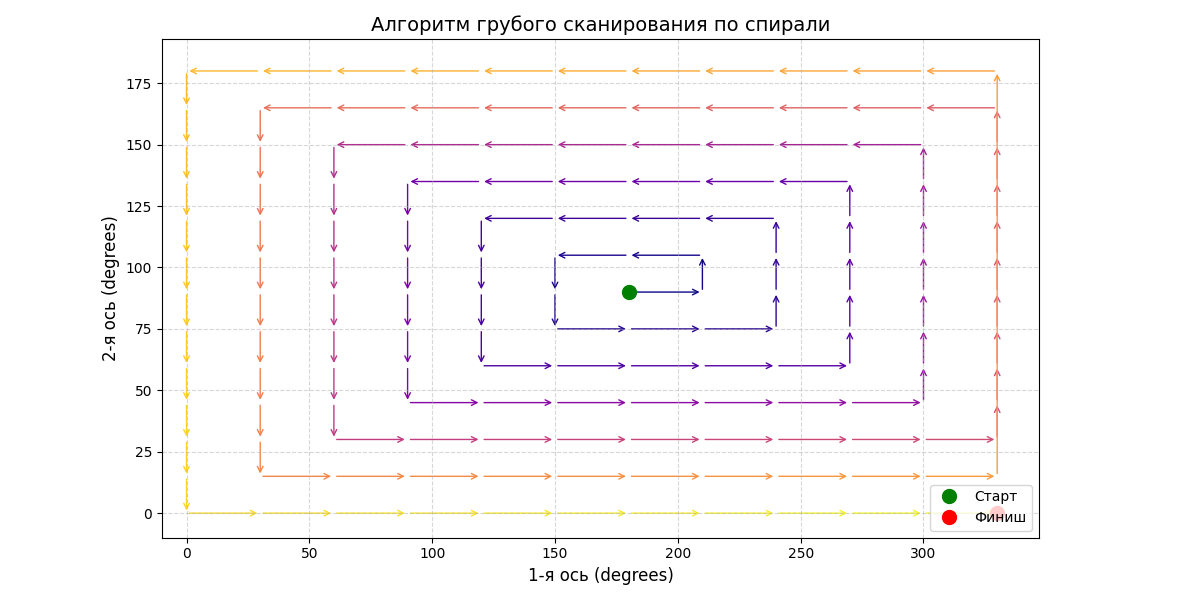 Алгоритм грубого сканирования по спирали
2-я ось (degrees)
175
150
125
100
75
50
25
0
0 50 100 150 200 250 300
1-я ось (degrees)
Старт
Финиш